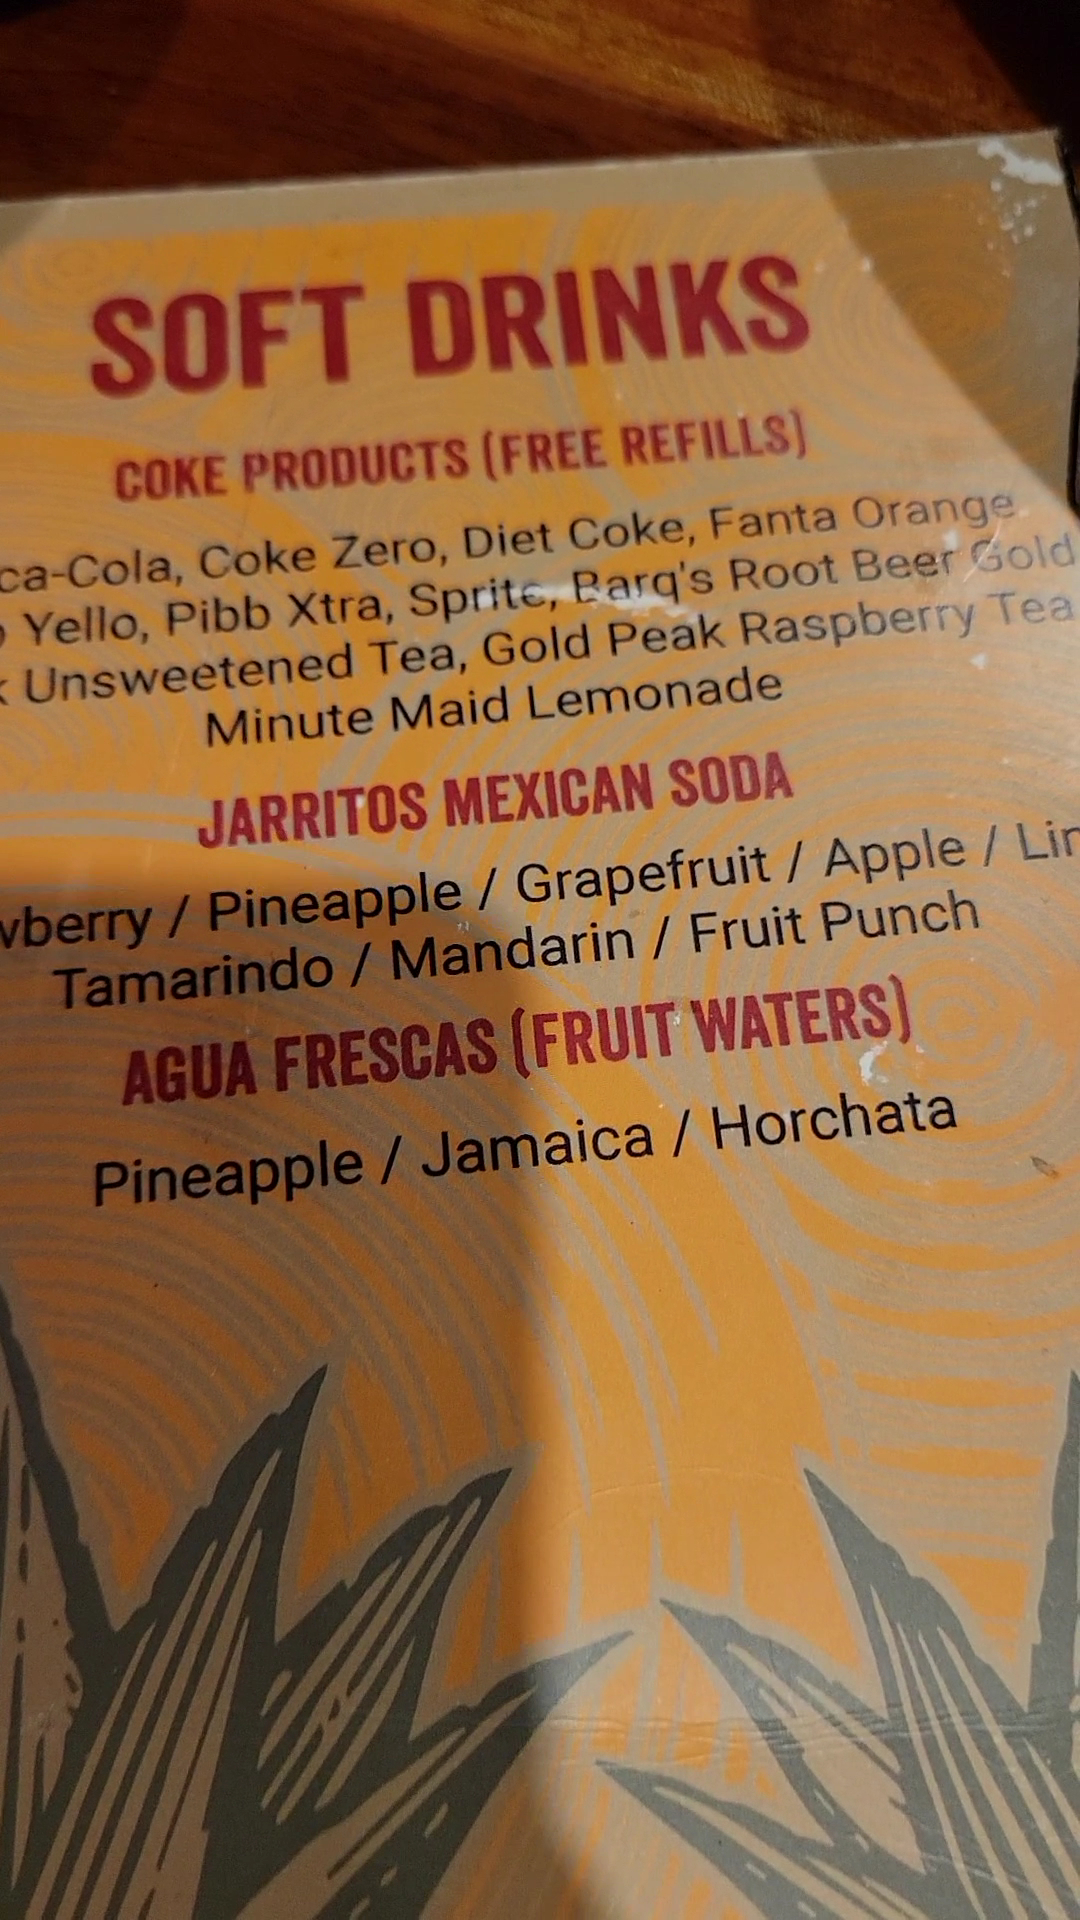 SOFT DRINKS
COKE PRODUCTS (FREE REFILLS)
ca-Cola, Coke Zero, Diet Coke, Fanta Orange
Yello, Pibb Xtra, Sprite, Barq's Root Beer Gold
Unsweetened Tea, Gold Peak Raspberry Tea
Minute Maid Lemonade
JARRITOS MEXICAN SODA
wberry / Pineapple / Grapefruit / Apple / Lim
Tamarindo / Mandarin / Fruit Punch
AGUA FRESCAS (FRUIT WATERS)
Pineapple / Jamaica / Horchata